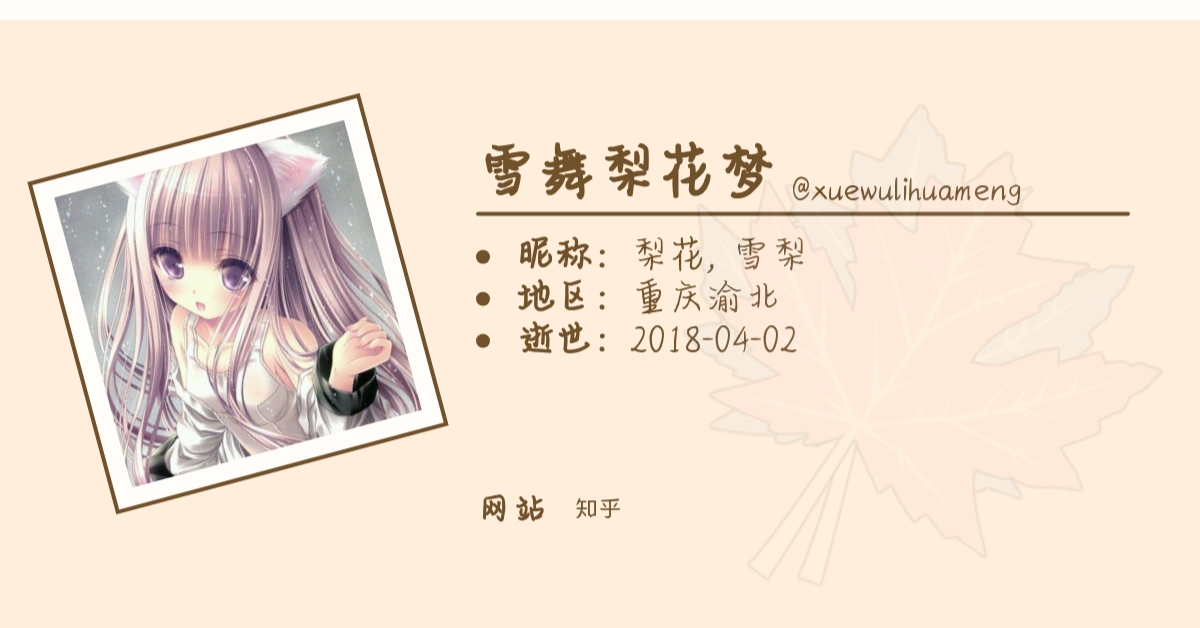 雪舞梨花梦 @xuewulihuameng
• 昵称： 梨花，雪梨
• 地区： 重庆渝北
• 逝世： 2018-04-02
网站 知乎